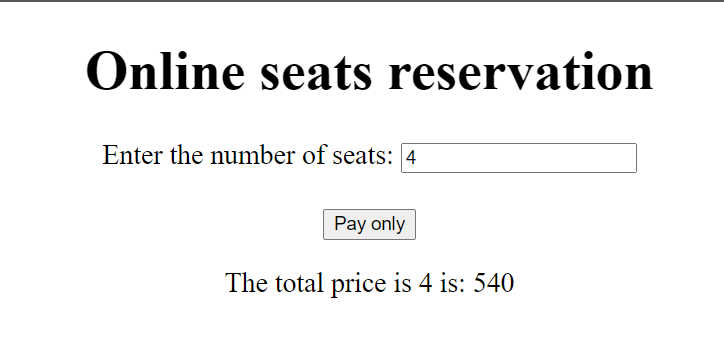 Online seats reservation
Enter the number of seats: 4
Pay only
The total price is 4 is: 540